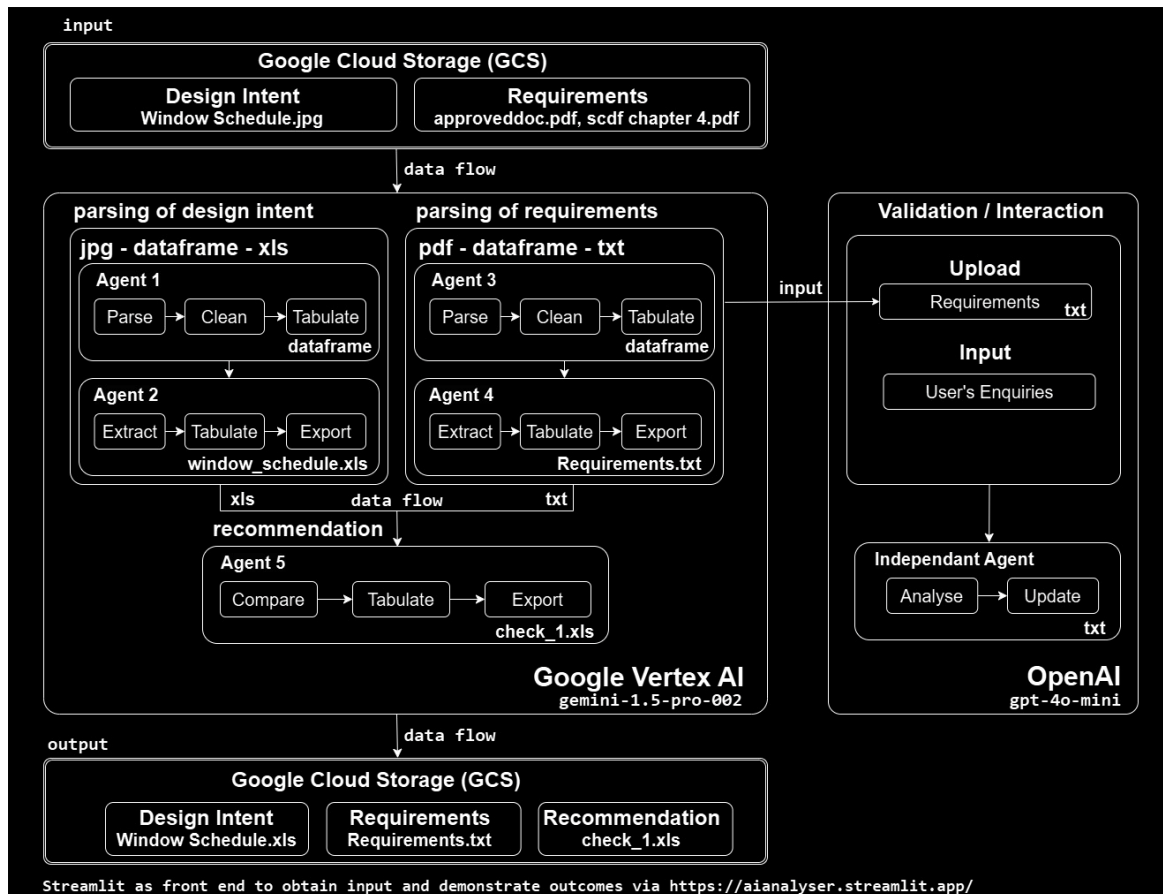 input
Google Cloud Storage (GCS)
Design Intent
Window Schedule.jpg
Requirements
approveddoc.pdf, scdf chapter 4.pdf
data flow
parsing of design intent
jpg - dataframe - xls
Agent 1
Parse
Clean
Tabulate
dataframe
Agent 2
Extract
Tabulate
Export
window_schedule.xls
parsing of requirements
pdf - dataframe - txt
Agent 3
Parse
Clean
Tabulate
dataframe
Agent 4
Extract
Tabulate
Export
Requirements.txt
xls
data flow
txt
recommendation
Agent 5
Compare
Tabulate
Export
check_1.xls
Google Vertex AI
gemini-1.5-pro-002
input
Validation / Interaction
Upload
Requirements
txt
Input
User's Enquiries
Independant Agent
Analyse
Update
txt
OpenAI
gpt-4o-mini
data flow
output
Google Cloud Storage (GCS)
Design Intent
Window Schedule.xls
Requirements
Requirements.txt
Recommendation
check_1.xls
Streamlit as front end to obtain input and demonstrate outcomes via https://aianalyser.streamlit.app/